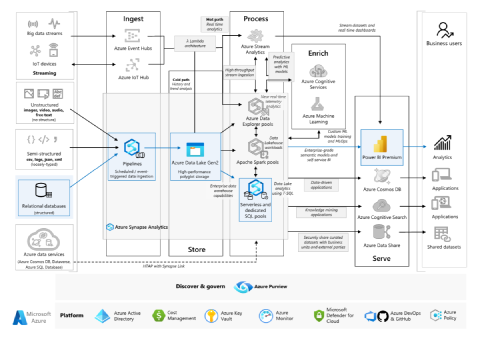 Ingest
Process
Hot path
Real time analytics
Stream datasets and
real-time dashboards
Big data streams
Azure Event Hubs
λ Lambda
architecture
Azure Stream
Analytics
Business users
IoT devices
Streaming
Azure IoT Hub
Cold path
History and trend analysis
High-throughput
stream ingestion
Predictive
analytics with
ML models
Enrich
Azure Cognitive
Services
Azure Machine
Learning
Unstructured
images, video, audio,
free text
(no structure)
Near real-time
telemetry
analytics
Azure Data
Explorer pools
Custom ML
models training
and MLOps
Semi-structured
csv, logs, json, xml
(loosely typed)
Pipelines
Scheduled / event
triggered data ingestion
Azure Data Lake Gen2
High-performance
polyglot storage
Data
Lakehouse
workloads
Apache Spark pools
Enterprise-grade
semantic models and
self-service BI
Power BI Premium
Analytics
Relational databases
(structured)
Enterprise data
warehouse
capabilities
Data Lake
analytics
using T-SQL
Serverless and
dedicated
SQL pools
Data-driven applications
Azure Cosmos DB
Applications
Knowledge mining applications
Azure Cognitive Search
Applications
Azure Synapse Analytics
Azure data services
(Azure Cosmos DB, Dataverse,
Azure SQL Database)
Store
Securely share curated
datasets with business
units and external parties
Azure Data Share
Shared datasets
Serve
HTAP with Synapse Link
Discover & govern
Azure Purview
Microsoft
Azure
Platform
Azure Active
Directory
Cost
Management
Azure Key
Vault
Azure
Monitor
Microsoft
Defender for
Cloud
Azure DevOps
& GitHub
Azure
Policy